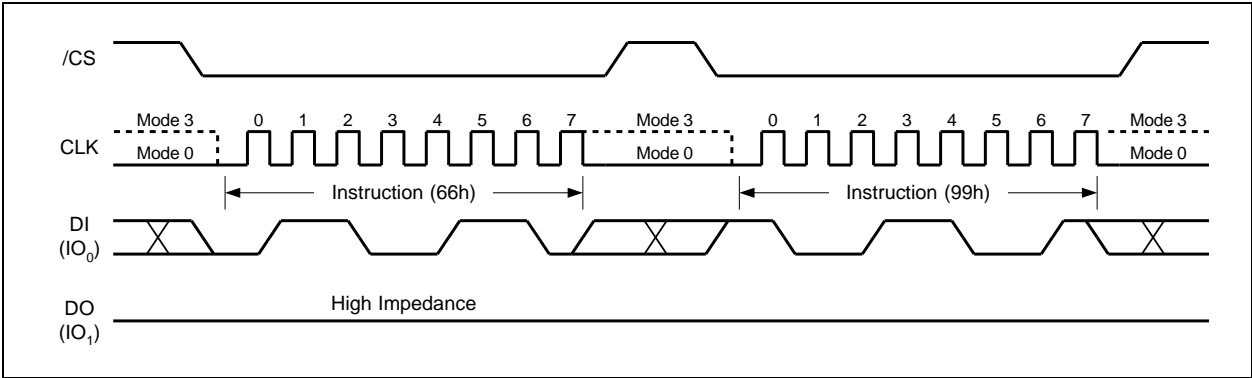 /CS
Mode 3 0 1 2 3 4 5 6 7 Mode 3 0 1 2 3 4 5 6 7 Mode 3
CLK
Mode 0 Mode 0 Mode 0
Instruction (66h) Instruction (99h)
DI
(IO0)
High Impedance
DO
(IO1)